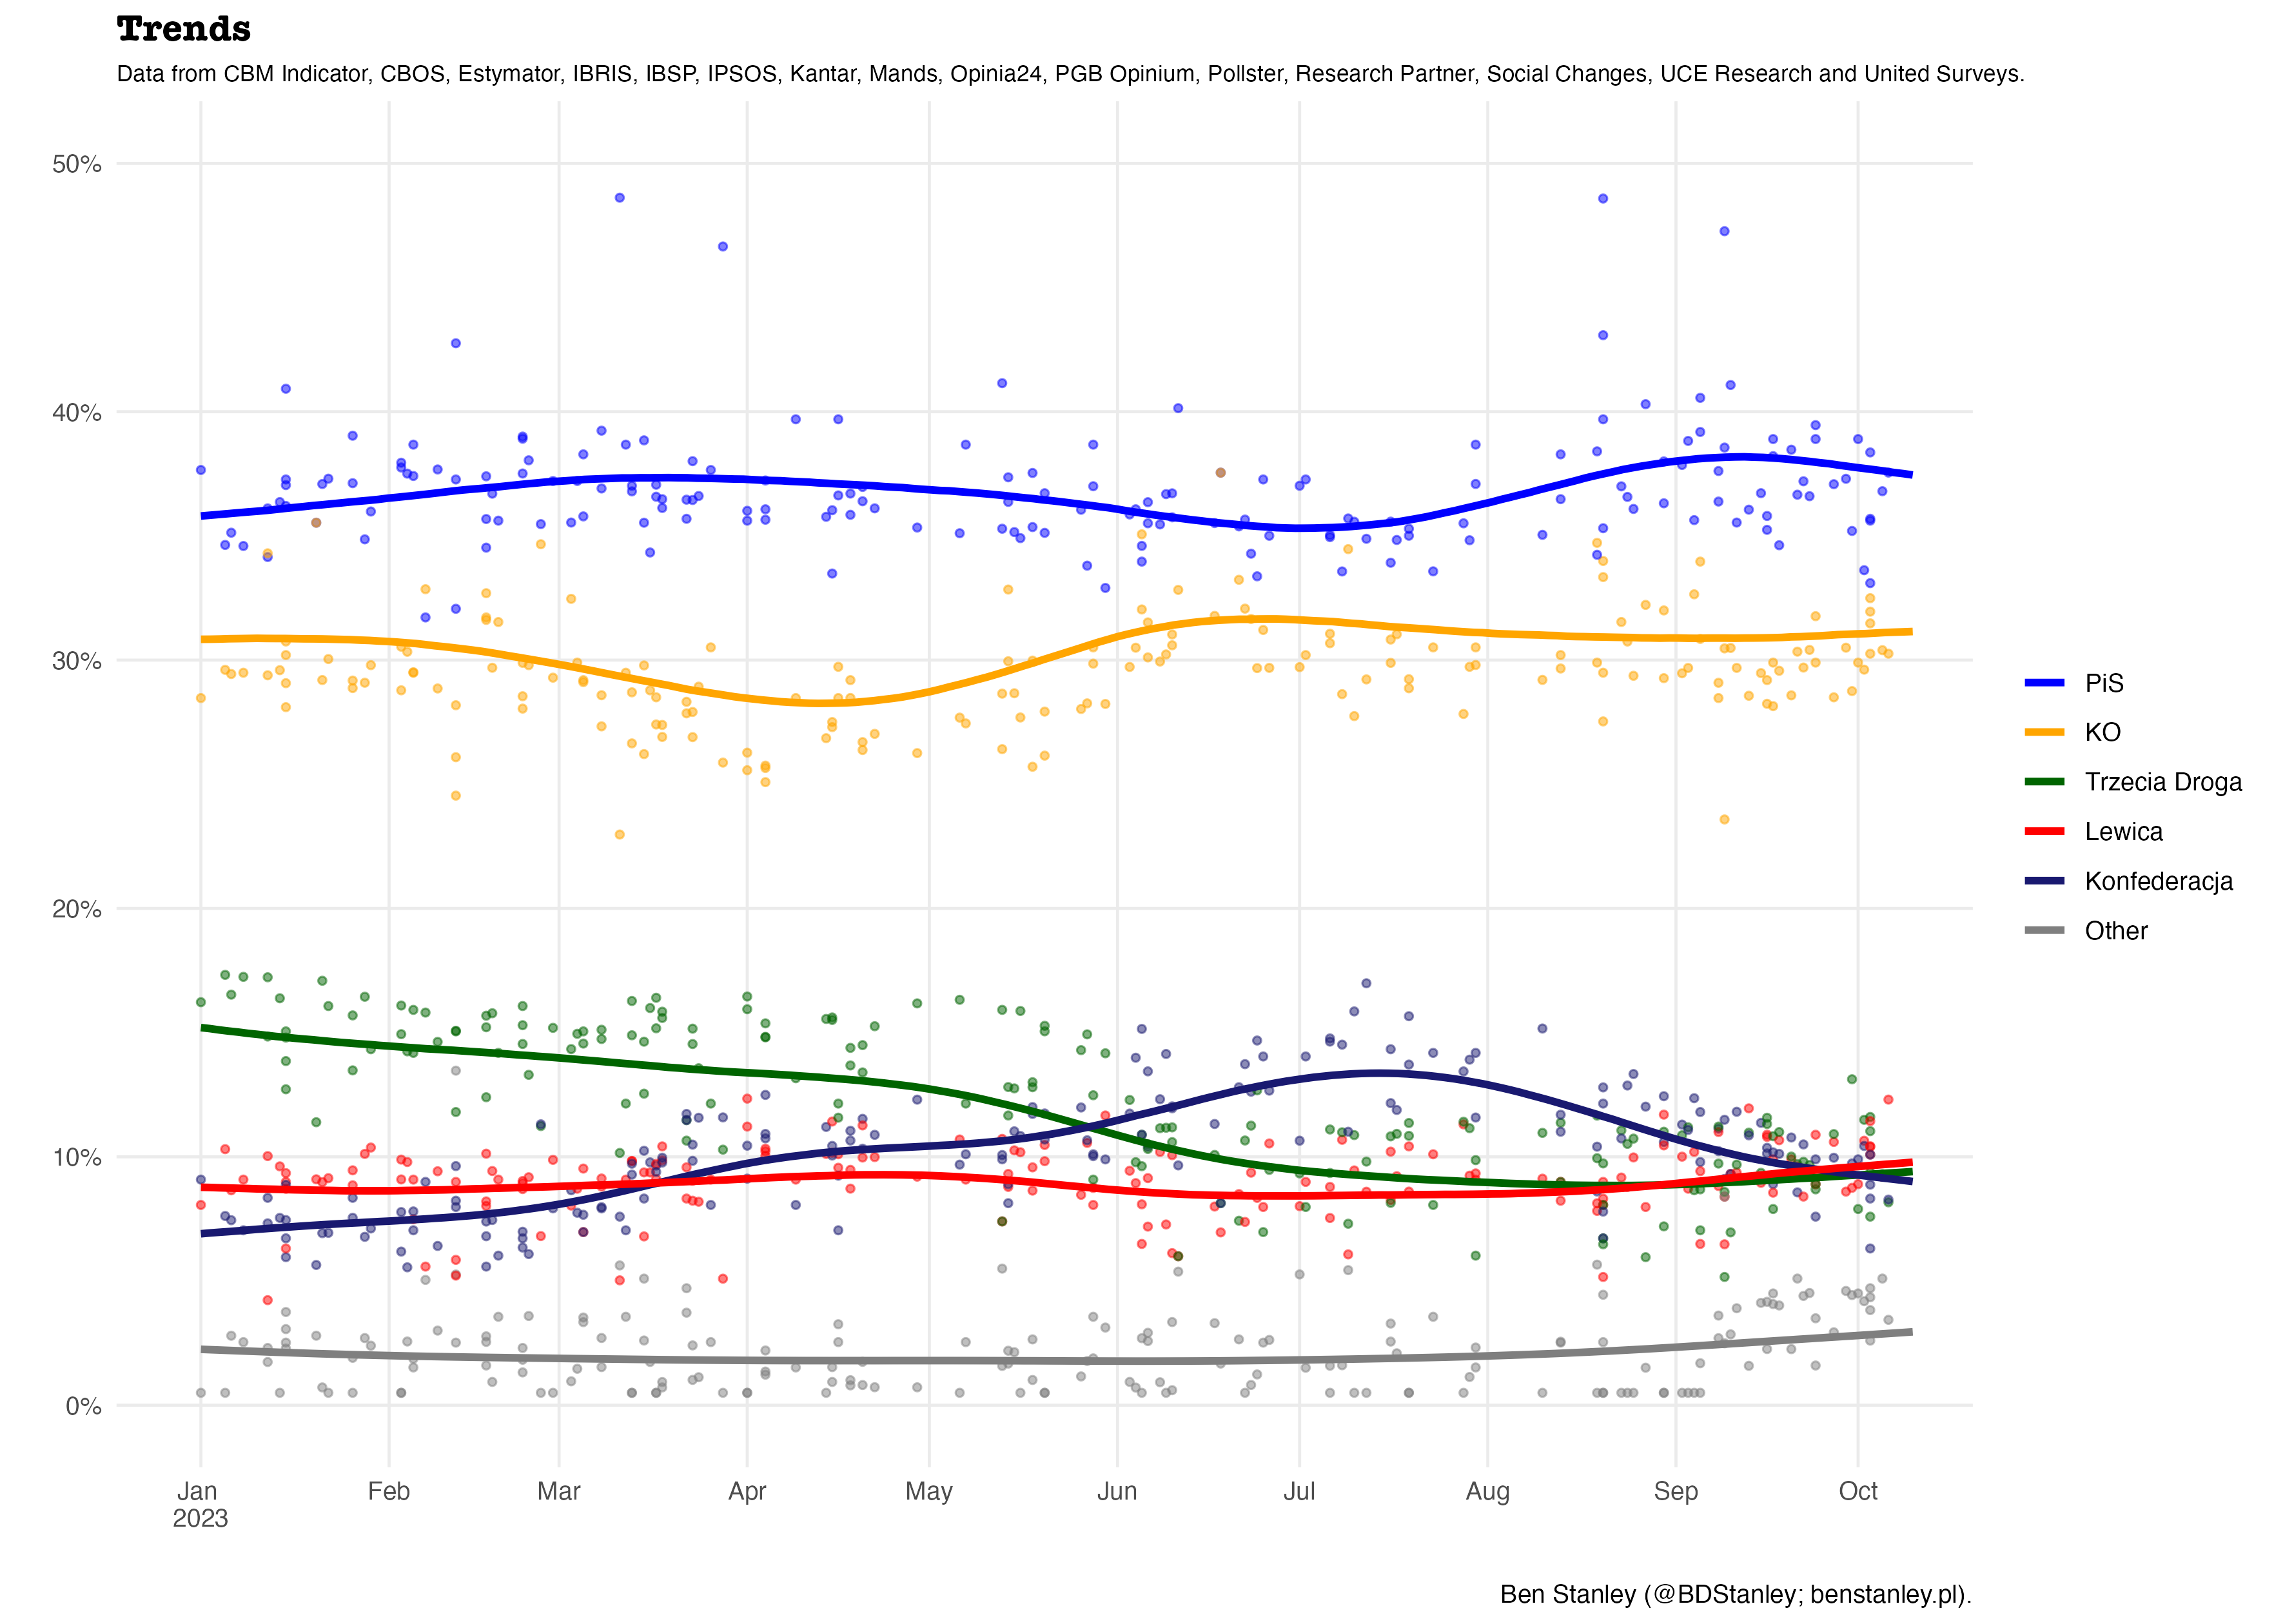 Trends
Data from CBM Indicator, CBOS, Estymator, IBRIS, IBSP, IPSOS, Kantar, Mands, Opinia24, PGB Opinium, Pollster, Research Partner, Social Changes, UCE Research and United Surveys.
50%
40%
30%
20%
10%
0%
PiS
KO
Trzecia Droga
Lewica
Konfederacja
Other
Jan Feb Mar Apr May Jun Jul Aug Sep Oct
2023
Ben Stanley (@BDStanley; benstanley.pl).